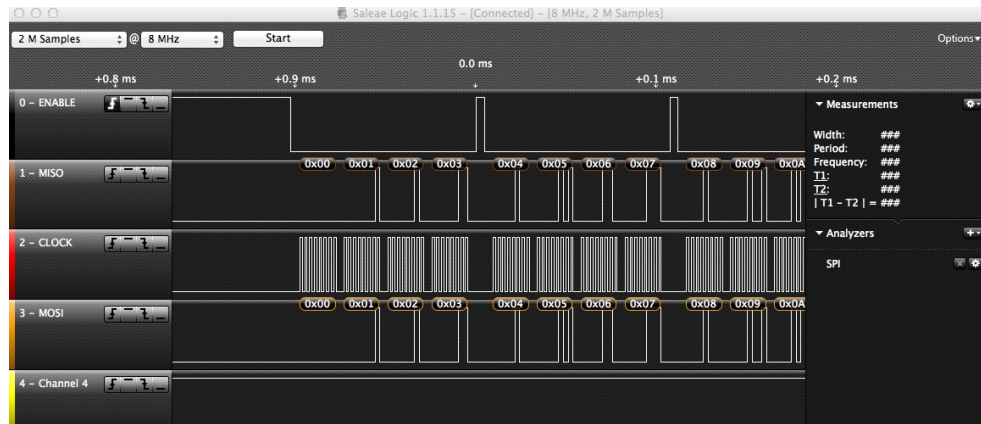 Saleae Logic 1.1.15 – [Connected] – [8 MHz, 2 M Samples]
2 M Samples @ 8 MHz Start Options
0.0 ms
+0.8 ms +0.9 ms +0.1 ms +0.2 ms
0 – ENABLE
Measurements
Width: ###
Period: ###
Frequency: ###
T1: ###
T2: ###
| T1 – T2 | = ###
0x00 0x01 0x02 0x03 0x04 0x05 0x06 0x07 0x08 0x09 0x0A
1 – MISO
2 – CLOCK
Analyzers
SPI
0x00 0x01 0x02 0x03 0x04 0x05 0x06 0x07 0x08 0x09 0x0A
3 – MOSI
4 – Channel 4